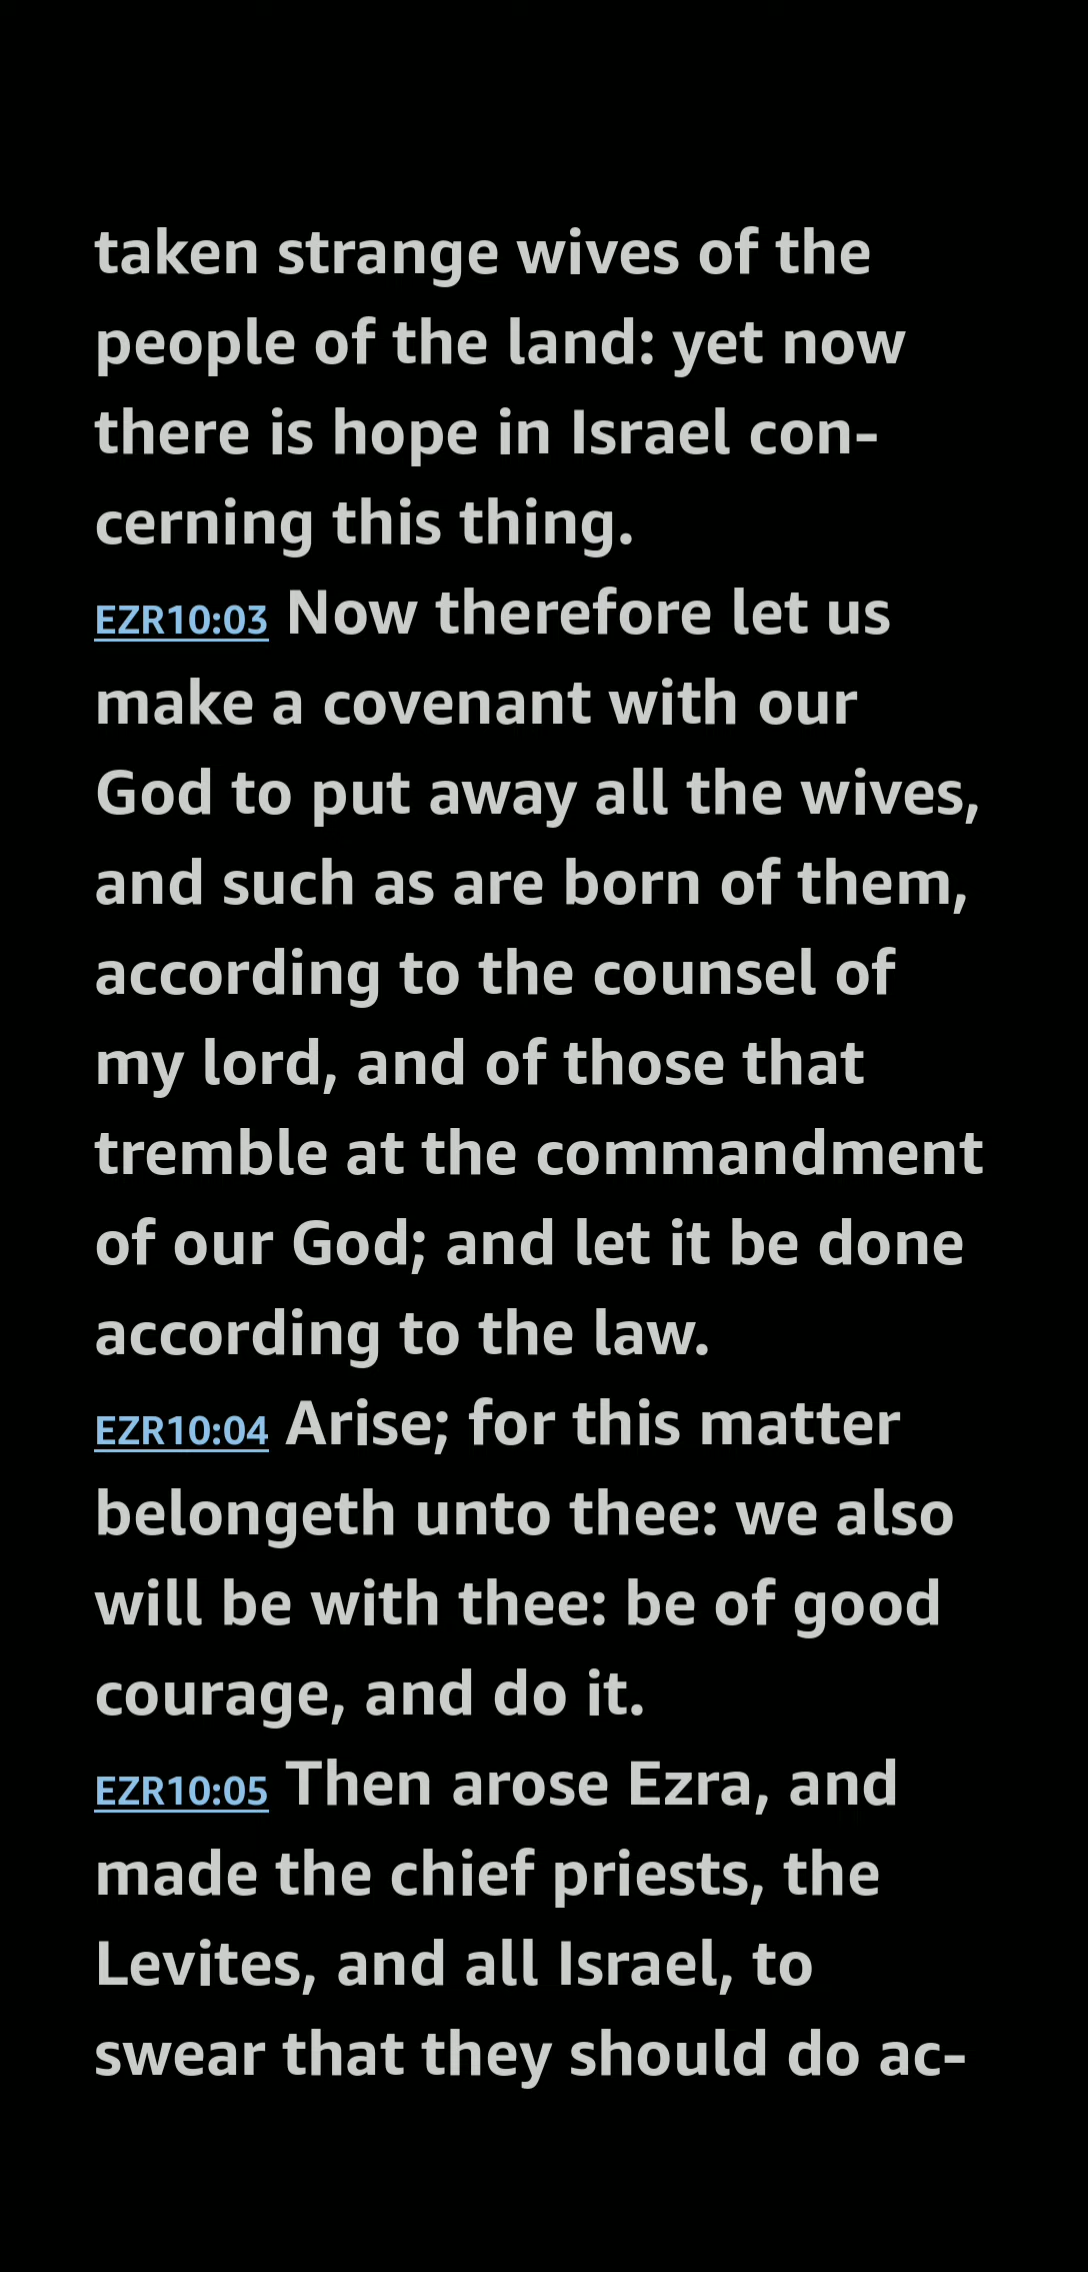 taken strange wives of the
people of the land: yet now
there is hope in Israel con-
cerning this thing.
EZR10:03 Now therefore let us
make a covenant with our
God to put away all the wives,
and such as are born of them,
according to the counsel of
my lord, and of those that
tremble at the commandment
of our God; and let it be done
according to the law.
EZR10:04 Arise; for this matter
belongeth unto thee: we also
will be with thee: be of good
courage, and do it.
EZR10:05 Then arose Ezra, and
made the chief priests, the
Levites, and all Israel, to
swear that they should do ac-